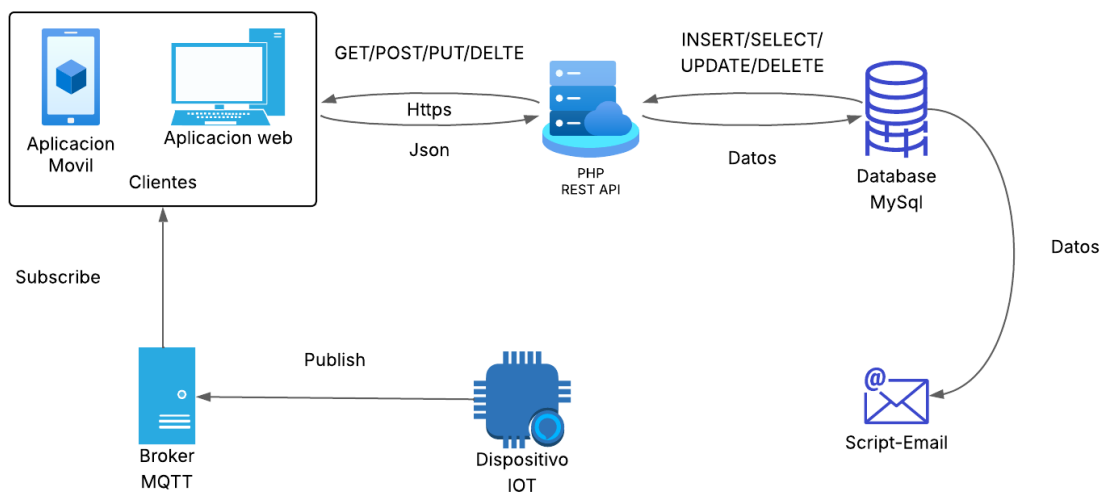 GET/POST/PUT/DELTE
INSERT/SELECT/
UPDATE/DELETE
Https
Json
Aplicacion
Movil
Aplicacion web
Clientes
PHP
REST API
Datos
Database
MySql
Datos
Subscribe
Publish
Broker
MQTT
Dispositivo
IOT
@
Script-Email